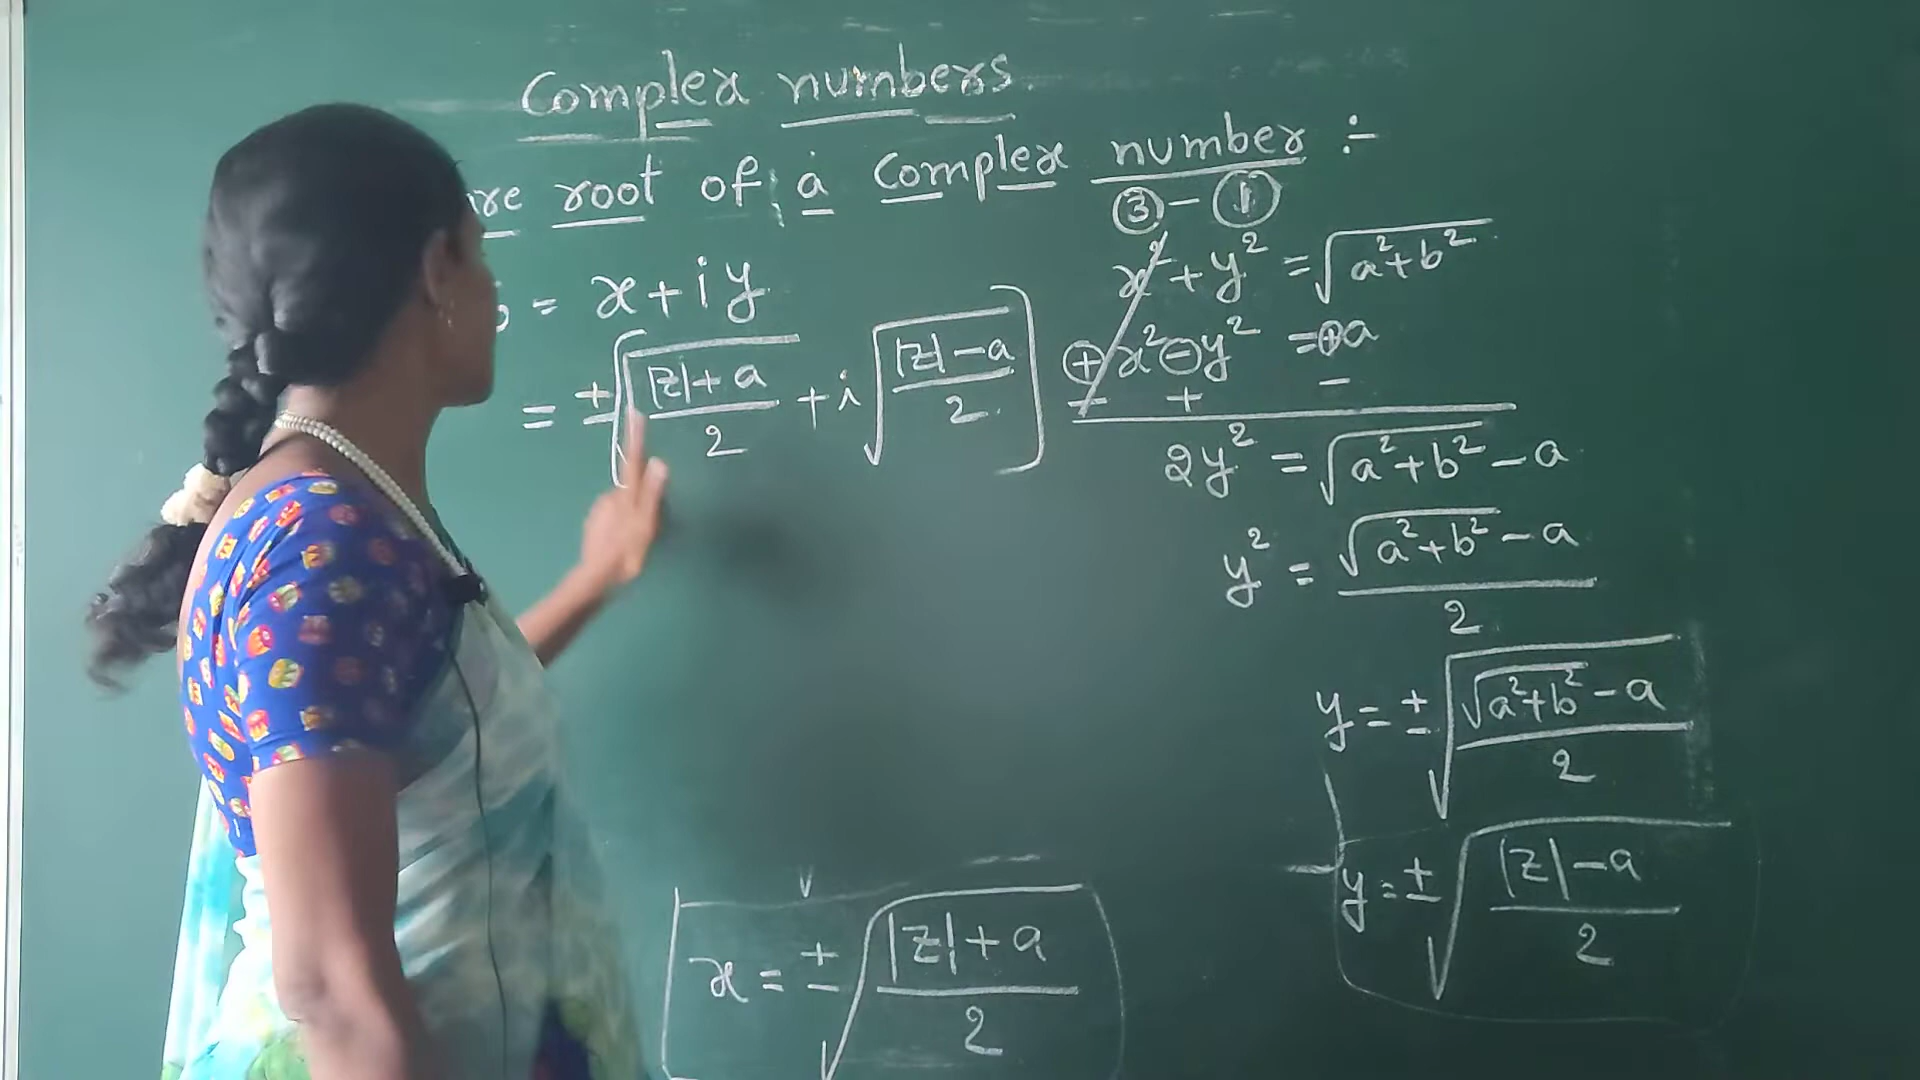 Complex numbers
root of a Complex number :-
= x + iy
= ± [√((|z| + a)/2) + i √((|z| - a)/2)]
③ - ①
x² + y² = √(a² + b²)
⊕ x² ⊖ y² = ⊕ a
- + -
2y² = √(a² + b²) - a
y² = (√(a² + b²) - a)/2
y = ± √((√(a² + b²) - a)/2)
y = ± √((|z| - a)/2)
x = ± √((|z| + a)/2)